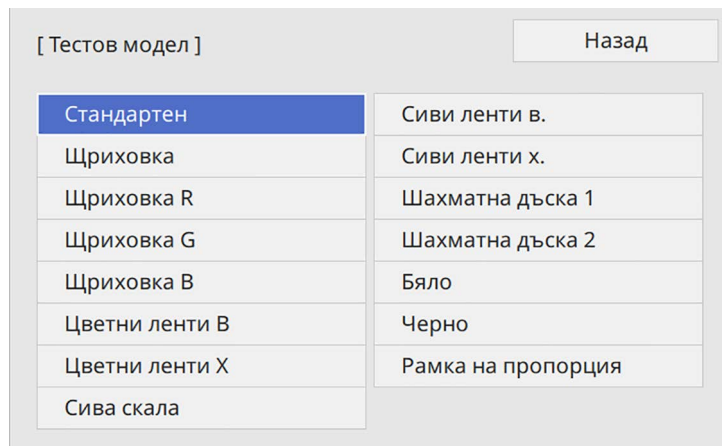 [ Тестов модел ]
Назад
Стандартен
Щриховка
Щриховка R
Щриховка G
Щриховка B
Цветни ленти В
Цветни ленти Х
Сива скала
Сиви ленти в.
Сиви ленти х.
Шахматна дъска 1
Шахматна дъска 2
Бяло
Черно
Рамка на пропорция